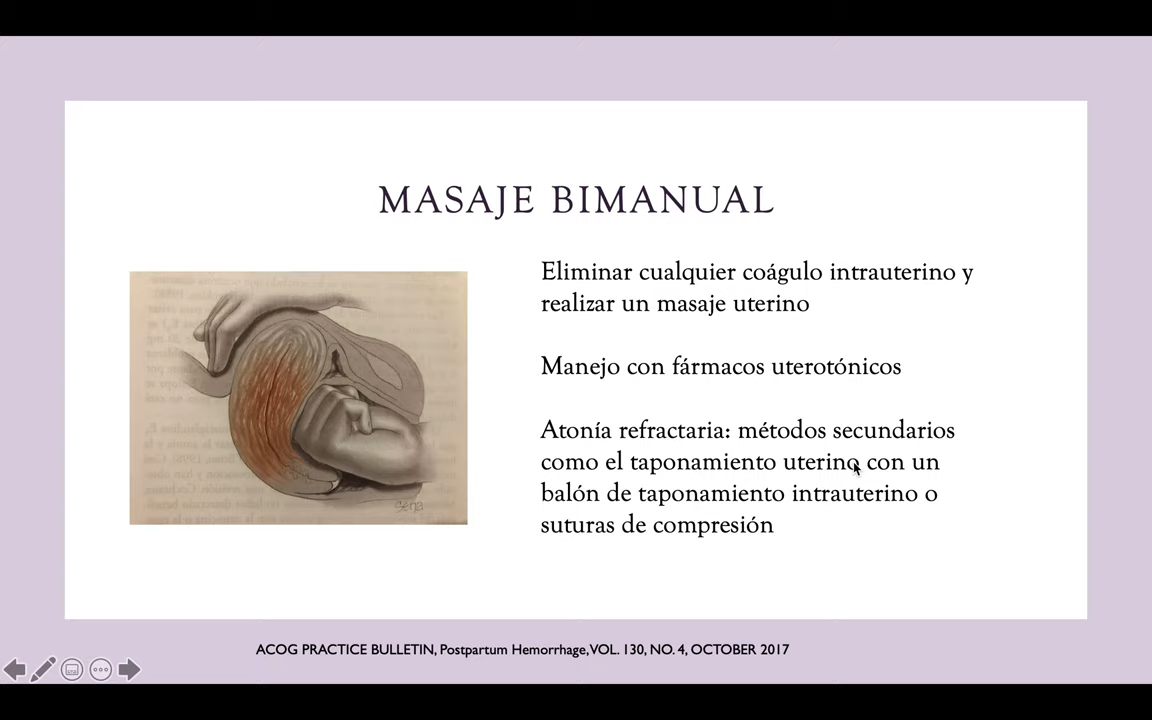 MASAJE BIMANUAL
Eliminar cualquier coágulo intrauterino y
realizar un masaje uterino
Manejo con fármacos uterotónicos
Atonía refractaria: métodos secundarios
como el taponamiento uterino con un
balón de taponamiento intrauterino o
suturas de compresión
Sena
ACOG PRACTICE BULLETIN, Postpartum Hemorrhage, VOL. 130, NO. 4, OCTOBER 2017